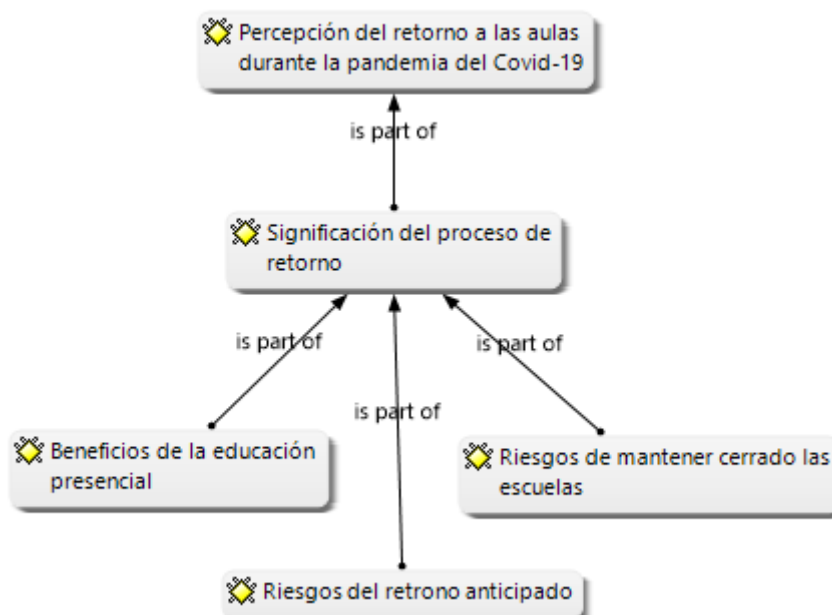 Percepción del retorno a las aulas
durante la pandemia del Covid-19
is part of
Significación del proceso de
retorno
is part of
is part of
is part of
Beneficios de la educación
presencial
Riesgos de mantener cerrado las
escuelas
Riesgos del retrono anticipado